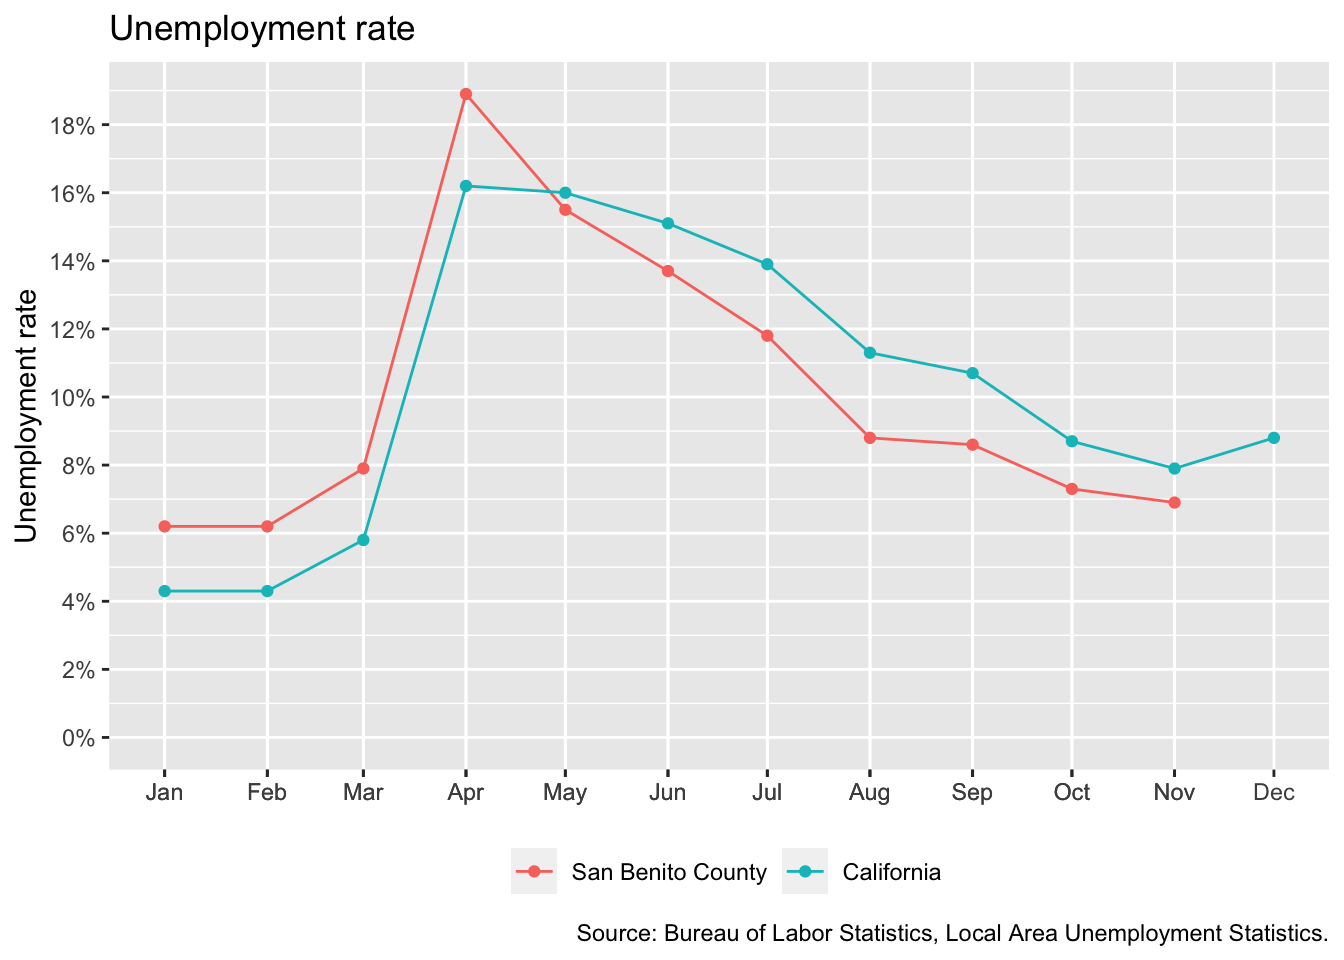 Unemployment rate
Unemployment rate
18%
16%
14%
12%
10%
8%
6%
4%
2%
0%
Jan Feb Mar Apr May Jun Jul Aug Sep Oct Nov Dec
San Benito County California
Source: Bureau of Labor Statistics, Local Area Unemployment Statistics.